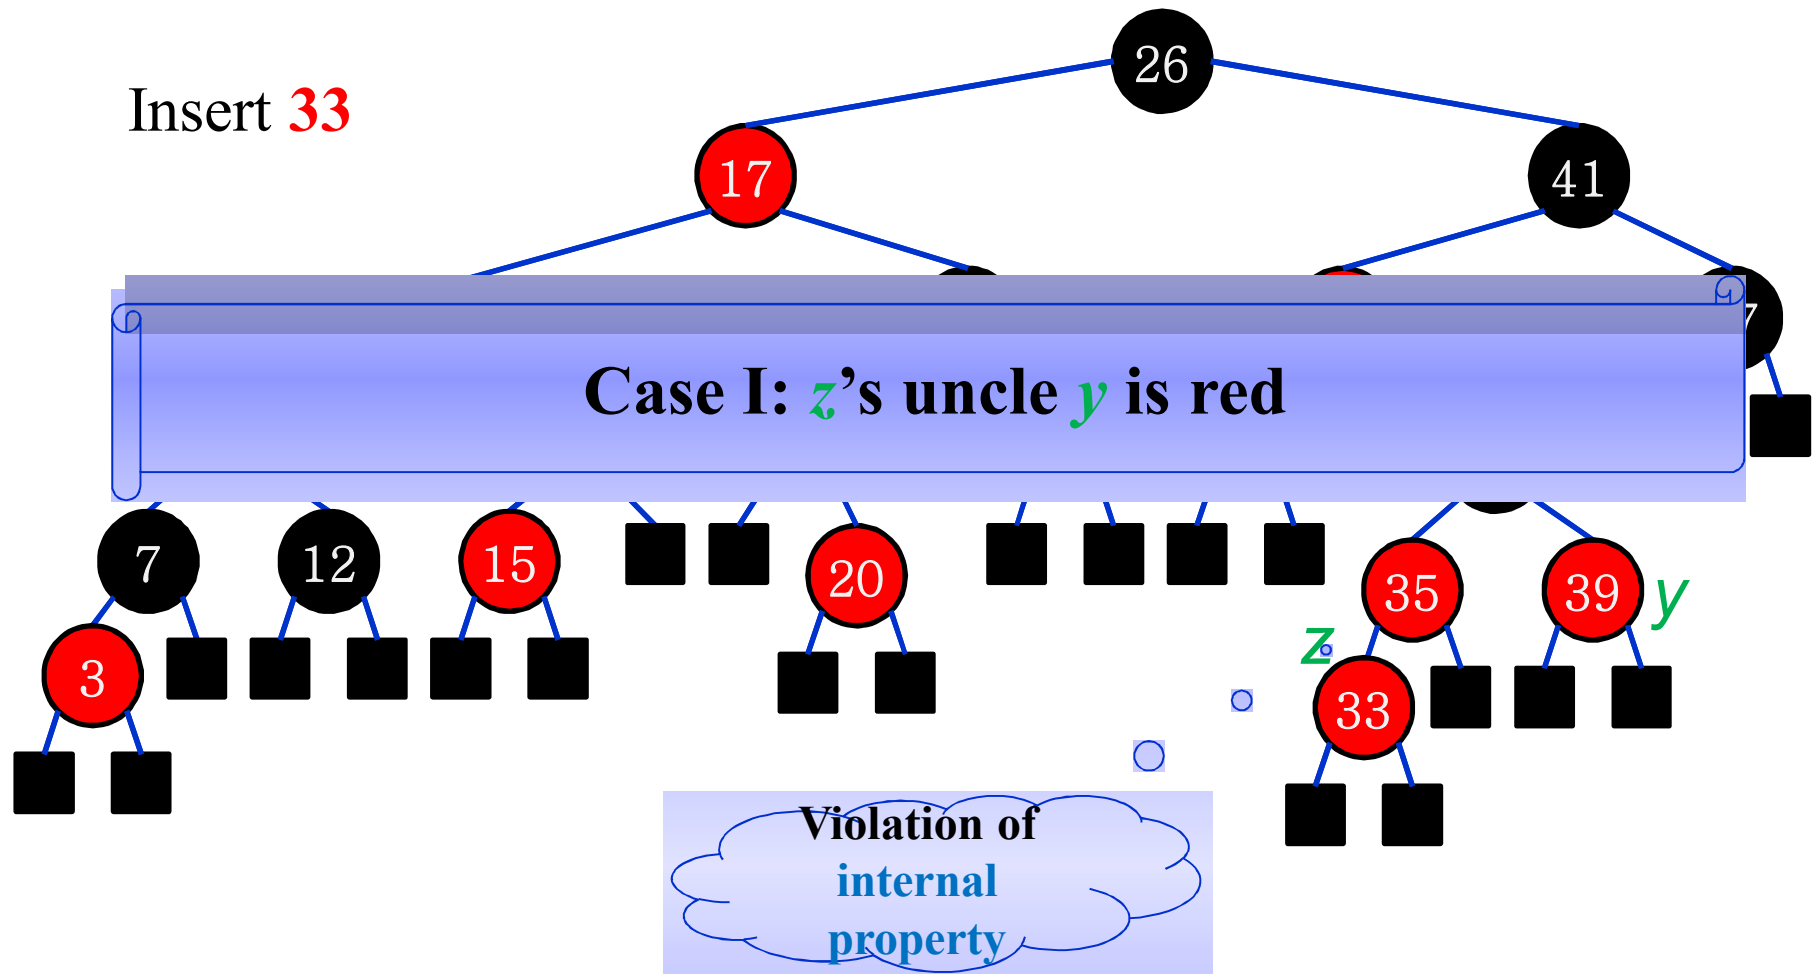 26
Insert 33
17
41
7
Case I: z's uncle y is red
7
12
15
20
35
39
y
z
3
33
Violation of
internal
property